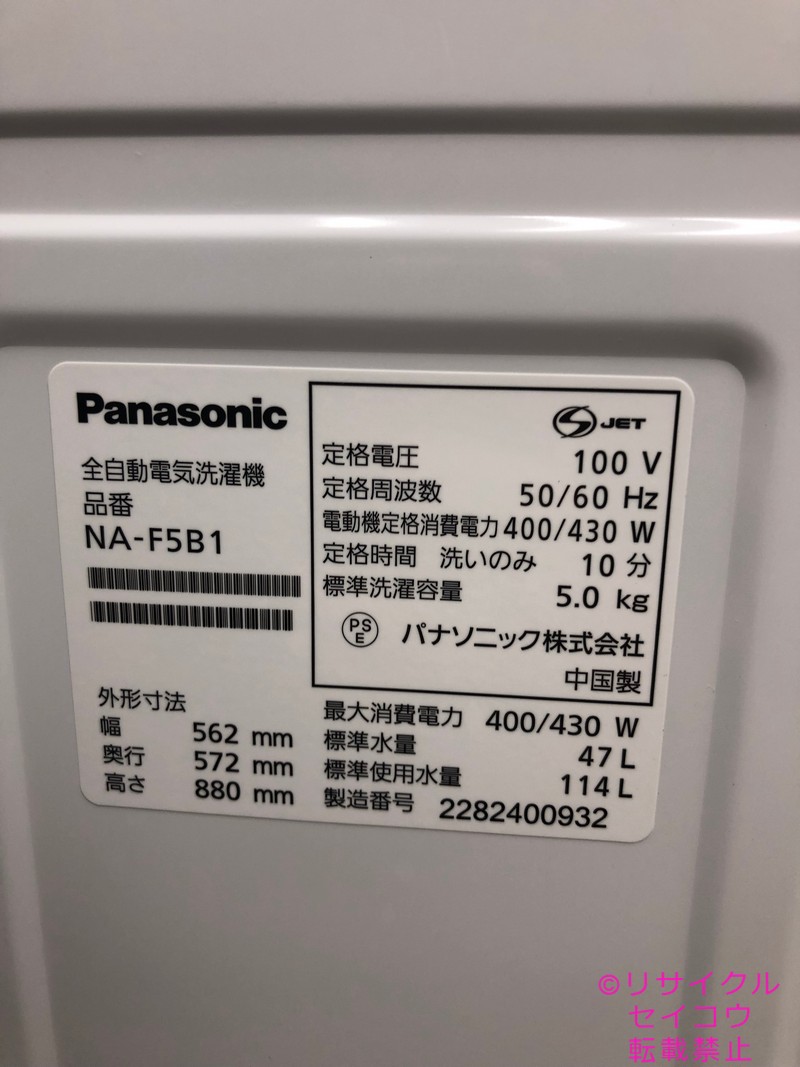 Panasonic
全自動電気洗濯機
品番
NA-F5B1
外形寸法
幅 562 mm
奥行 572 mm
高さ 880 mm
S JET
定格電圧 100 V
定格周波数 50/60 Hz
電動機定格消費電力 400/430 W
定格時間 洗いのみ 10 分
標準洗濯容量 5.0 kg
PS
E
パナソニック株式会社
中国製
最大消費電力 400/430 W
標準水量 47 L
標準使用水量 114 L
製造番号 2282400932
©リサイクル
セイコウ
転載禁止